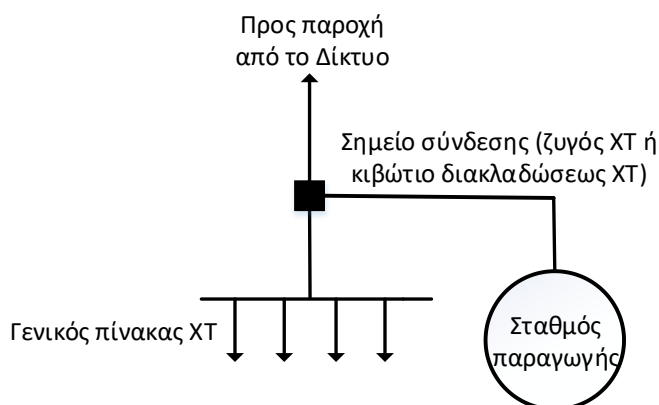 Προς παροχή
από το Δίκτυο
Σημείο σύνδεσης (ζυγός ΧΤ ή
κιβώτιο διακλαδώσεως ΧΤ)
Γενικός πίνακας ΧΤ
Σταθμός
παραγωγής